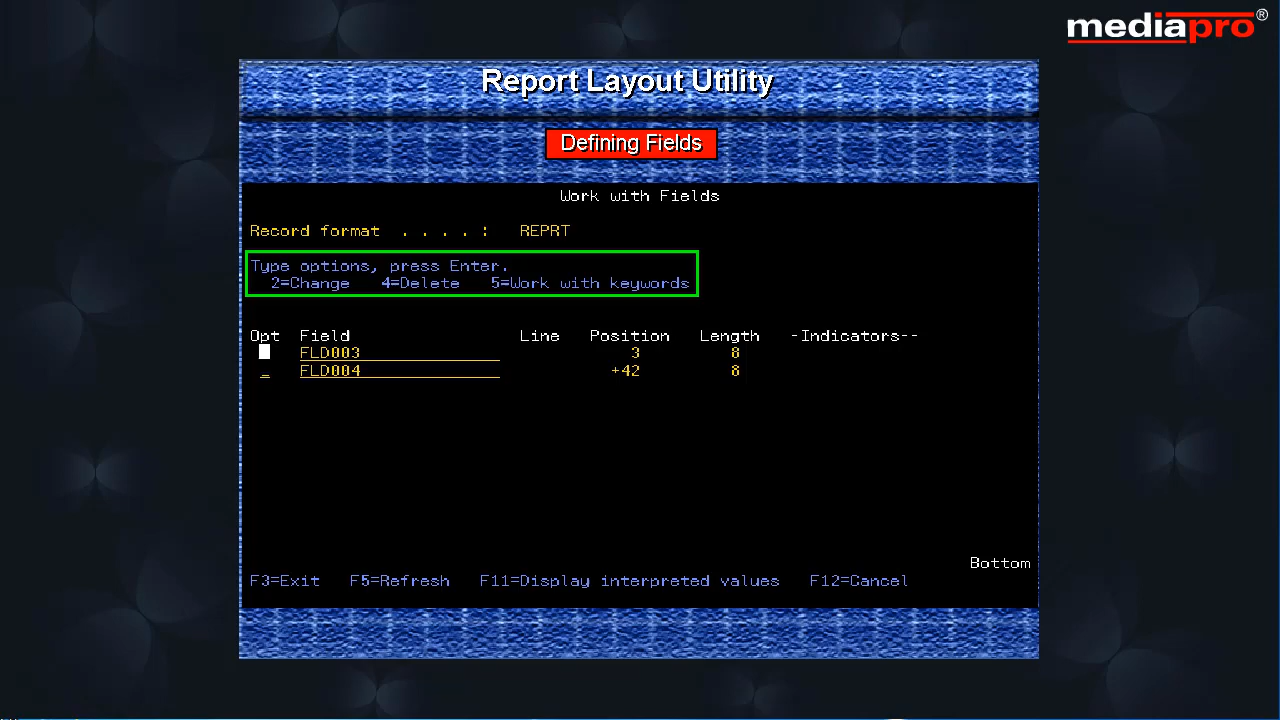 mediapro®
Report Layout Utility
Defining Fields
Work with Fields
Record format . . . . : REPRT
Type options, press Enter.
2=Change 4=Delete 5=Work with keywords
Opt Field Line Position Length -Indicators--
FLD003 3 8
_ FLD004 +42 8
Bottom
F3=Exit F5=Refresh F11=Display interpreted values F12=Cancel